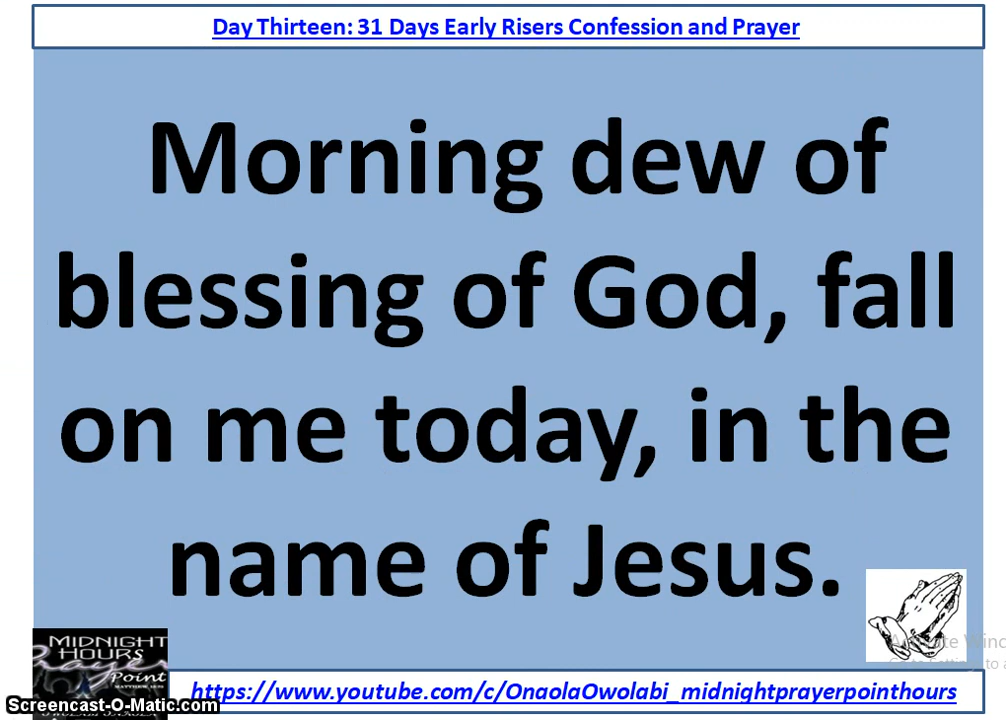 Day Thirteen: 31 Days Early Risers Confession and Prayer
Morning dew of
blessing of God, fall
on me today, in the
name of Jesus.
MIDNIGHT
HOURS
Prayer
Point
https://www.youtube.com/c/OnaolaOwolabi_midnightprayerpointhours
Screencast-O-Matic.com